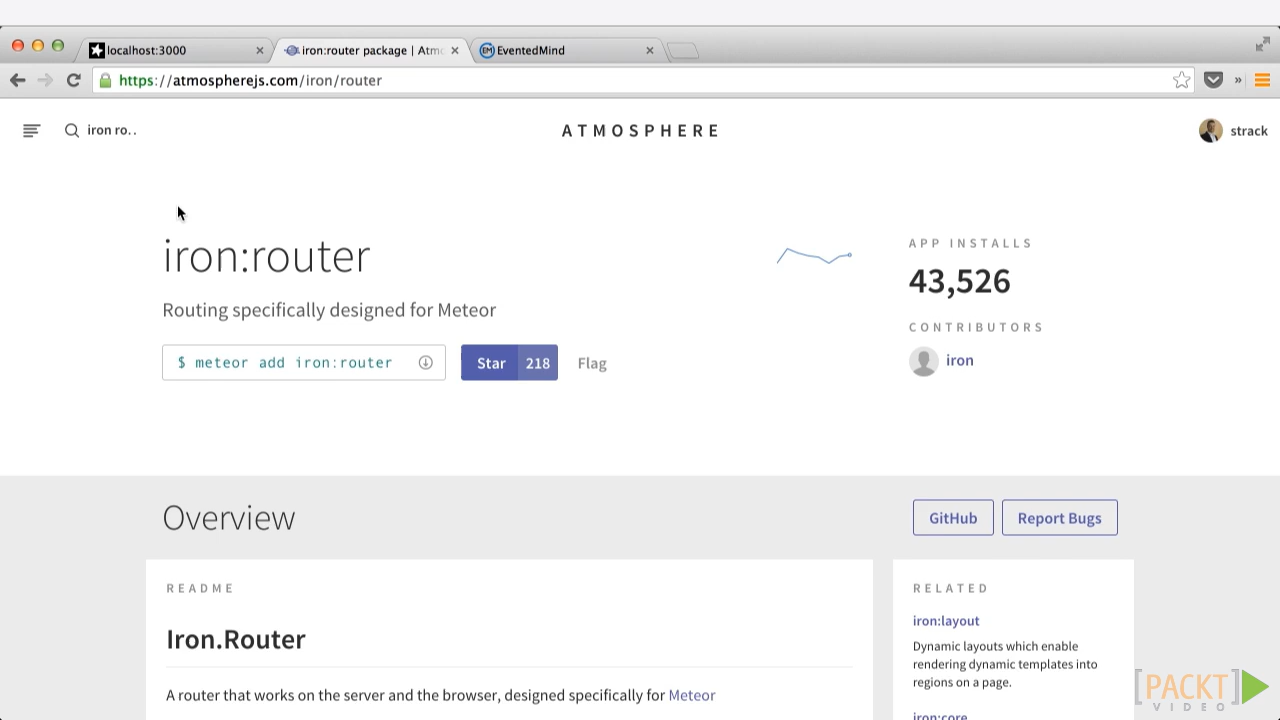 localhost:3000
iron:router package | Atmo
EventedMind
https://atmospherejs.com/iron/router
iron ro..
ATMOSPHERE
strack
iron:router
Routing specifically designed for Meteor
$ meteor add iron:router
Star 218
Flag
APP INSTALLS
43,526
CONTRIBUTORS
iron
Overview
GitHub
Report Bugs
README
Iron.Router
A router that works on the server and the browser, designed specifically for Meteor
RELATED
iron:layout
Dynamic layouts which enable
rendering dynamic templates into
regions on a page.
iron:core
[PACKT]
VIDEO